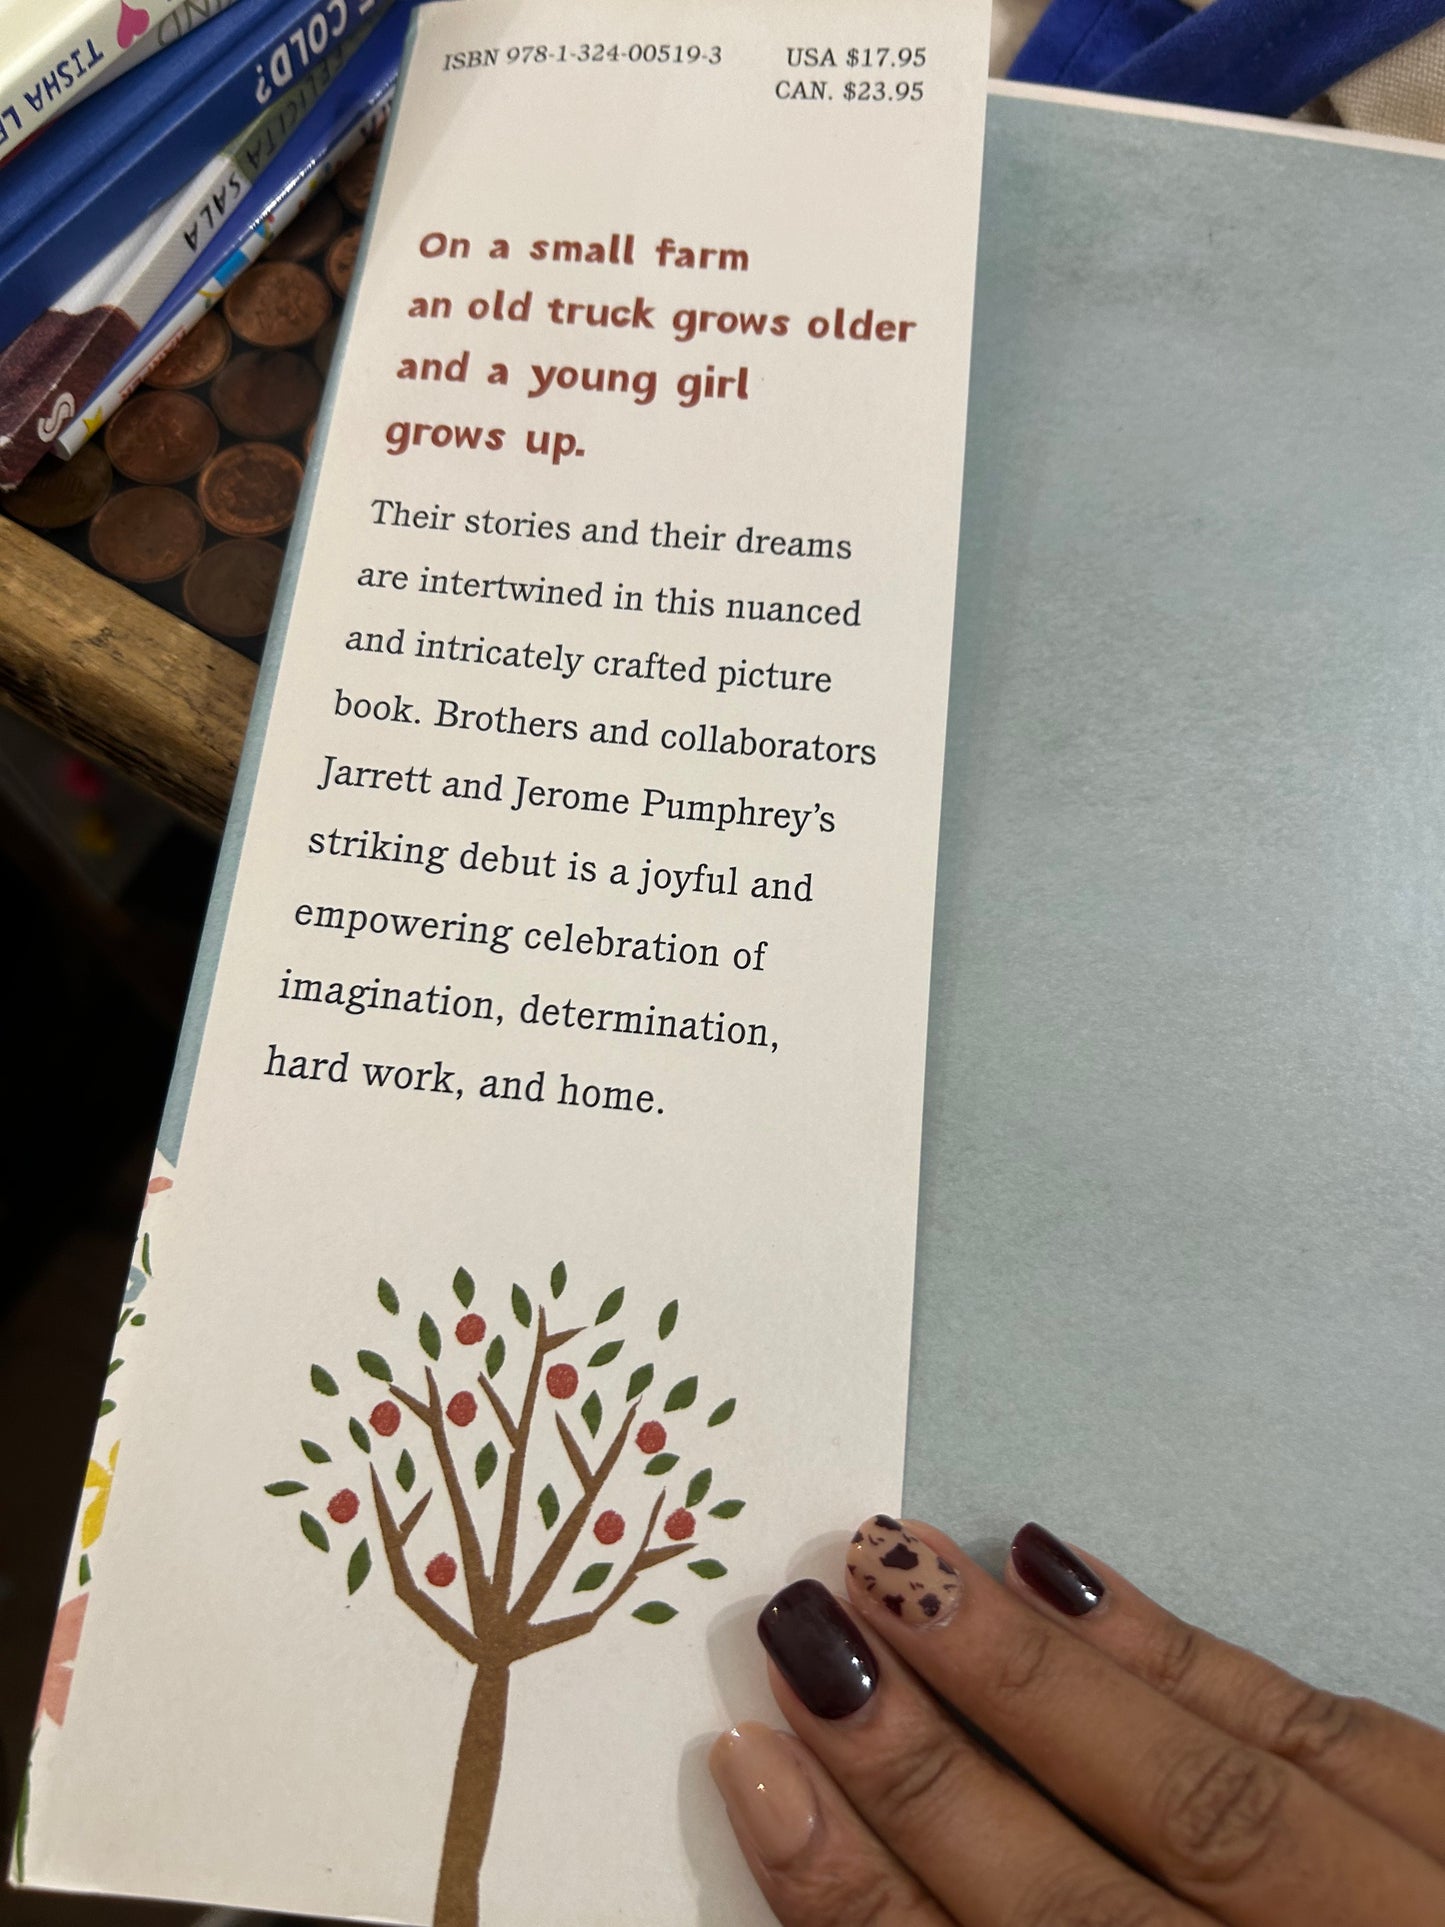 TISHA
COLD?
FELICITA SALA
S
ISBN 978-1-324-00519-3
USA $17.95
CAN. $23.95
On a small farm
an old truck grows older
and a young girl
grows up.
Their stories and their dreams
are intertwined in this nuanced
and intricately crafted picture
book. Brothers and collaborators
Jarrett and Jerome Pumphrey’s
striking debut is a joyful and
empowering celebration of
imagination, determination,
hard work, and home.